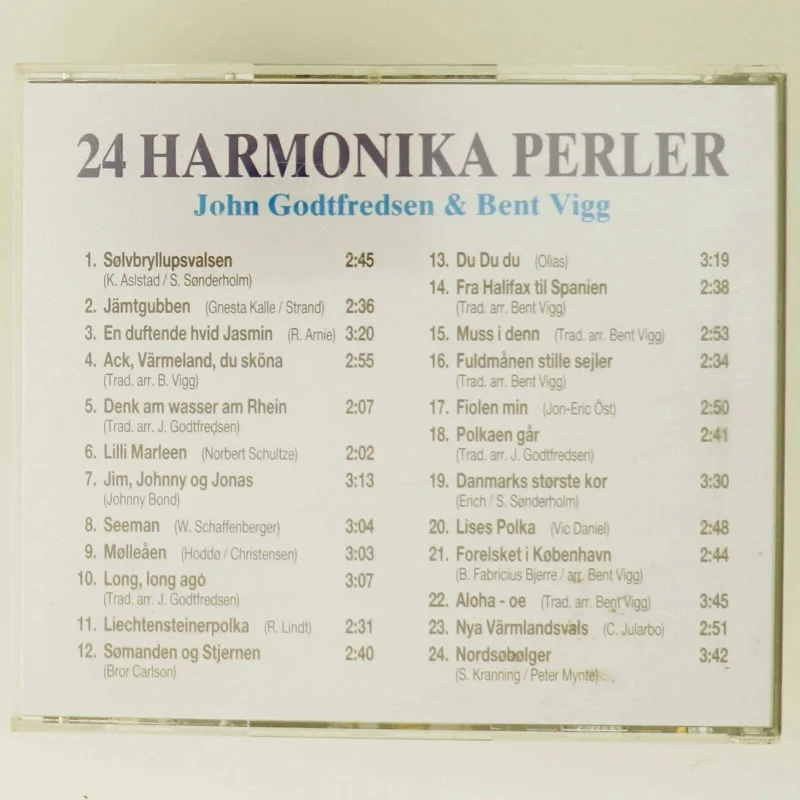 24 HARMONIKA PERLER
John Godtfredsen & Bent Vigg
1. Sølvbryllupsvalsen 2:45
(K. Aslstad / S. Sønderholm)
2. Jämtgubben (Gnesta Kalle / Strand) 2:36
3. En duftende hvid Jasmin (R. Arnie) 3:20
4. Ack, Värmeland, du sköna 2:55
(Trad. arr. B. Vigg)
5. Denk am wasser am Rhein 2:07
(Trad. arr. J. Godtfredsen)
6. Lilli Marleen (Norbert Schultze) 2:02
7. Jim, Johnny og Jonas 3:13
(Johnny Bond)
8. Seeman (W. Schaffenberger) 3:04
9. Mølleåen (Hoddø / Christensen) 3:03
10. Long, long ago 3:07
(Trad. arr. J. Godtfredsen)
11. Liechtensteinerpolka (R. Lindt) 2:31
12. Sømanden og Stjernen 2:40
(Bror Carlson)
13. Du Du du (Olias) 3:19
14. Fra Halifax til Spanien 2:38
(Trad. arr. Bent Vigg)
15. Muss i denn (Trad. arr. Bent Vigg) 2:53
16. Fuldmånen stille sejler 2:34
(Trad. arr. Bent Vigg)
17. Fiolen min (Jon-Eric Öst) 2:50
18. Polkaen går 2:41
(Trad. arr. J. Godtfredsen)
19. Danmarks største kor 3:30
(Erich / S. Sønderholm)
20. Lises Polka (Vic Daniel) 2:48
21. Forelsket i København 2:44
(B. Fabricius Bjerre / arr. Bent Vigg)
22. Aloha - oe (Trad. arr. Bent Vigg) 3:45
23. Nya Värmlandsvals (C. Jularbo) 2:51
24. Nordsøbølger 3:42
(S. Kranning / Peter Mynte)